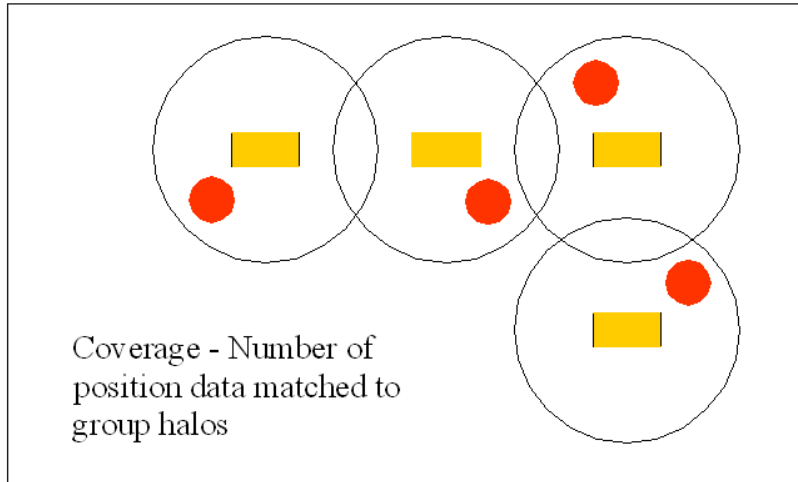 Coverage - Number of
position data matched to
group halos